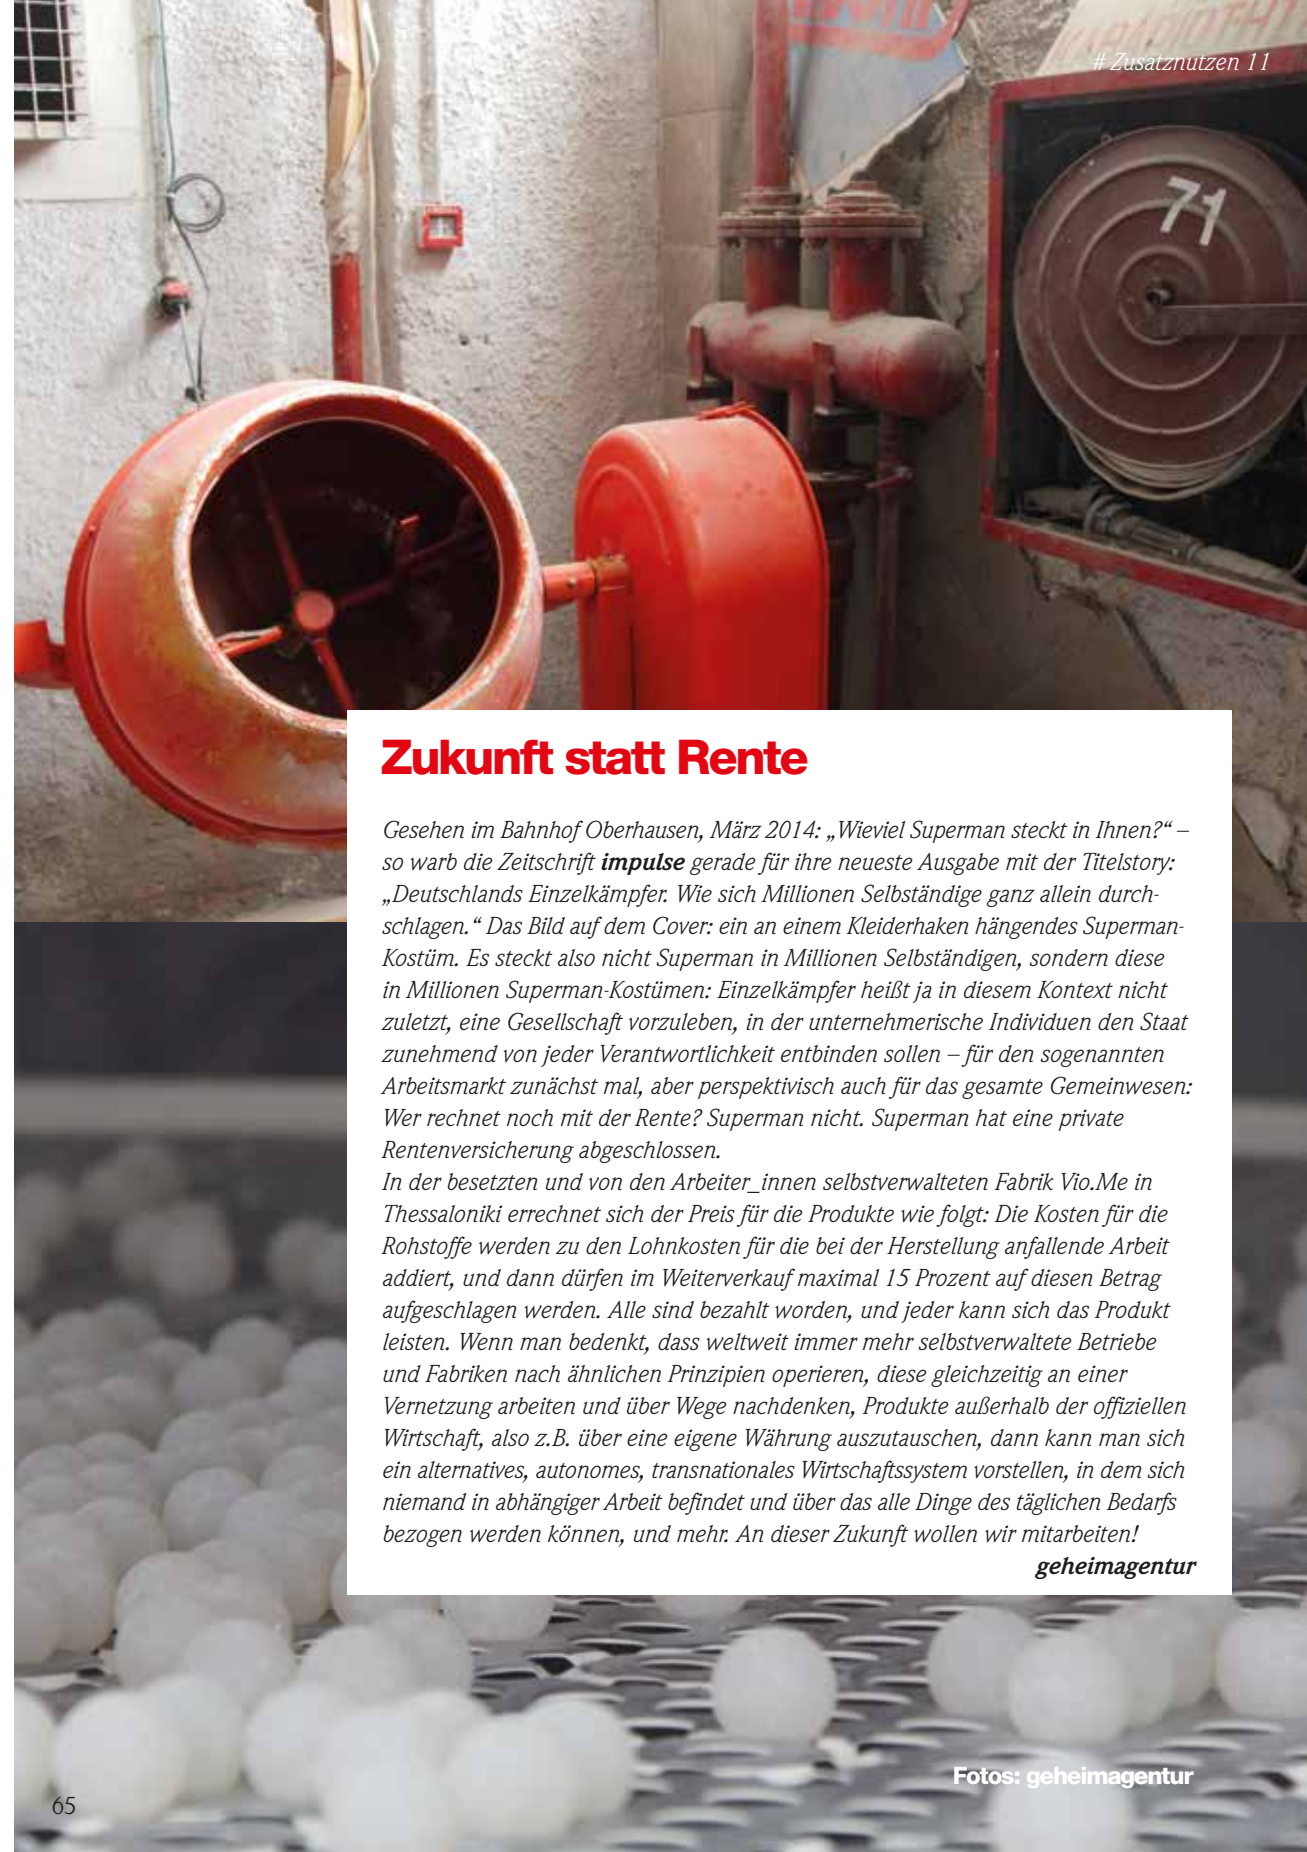 # Zusatznutzen 11
71
Zukunft statt Rente
Gesehen im Bahnhof Oberhausen, März 2014: „Wieviel Superman steckt in Ihnen?“ –
so warb die Zeitschrift impulse gerade für ihre neueste Ausgabe mit der Titelstory:
„Deutschlands Einzelkämpfer. Wie sich Millionen Selbständige ganz allein durch-
schlagen.“ Das Bild auf dem Cover: ein an einem Kleiderhaken hängendes Superman-
Kostüm. Es steckt also nicht Superman in Millionen Selbständigen, sondern diese
in Millionen Superman-Kostümen: Einzelkämpfer heißt ja in diesem Kontext nicht
zuletzt, eine Gesellschaft vorzuleben, in der unternehmerische Individuen den Staat
zunehmend von jeder Verantwortlichkeit entbinden sollen – für den sogenannten
Arbeitsmarkt zunächst mal, aber perspektivisch auch für das gesamte Gemeinwesen:
Wer rechnet noch mit der Rente? Superman nicht. Superman hat eine private
Rentenversicherung abgeschlossen.
In der besetzten und von den Arbeiter_innen selbstverwalteten Fabrik Vio.Me in
Thessaloniki errechnet sich der Preis für die Produkte wie folgt: Die Kosten für die
Rohstoffe werden zu den Lohnkosten für die bei der Herstellung anfallende Arbeit
addiert, und dann dürfen im Weiterverkauf maximal 15 Prozent auf diesen Betrag
aufgeschlagen werden. Alle sind bezahlt worden, und jeder kann sich das Produkt
leisten. Wenn man bedenkt, dass weltweit immer mehr selbstverwaltete Betriebe
und Fabriken nach ähnlichen Prinzipien operieren, diese gleichzeitig an einer
Vernetzung arbeiten und über Wege nachdenken, Produkte außerhalb der offiziellen
Wirtschaft, also z.B. über eine eigene Währung auszutauschen, dann kann man sich
ein alternatives, autonomes, transnationales Wirtschaftssystem vorstellen, in dem sich
niemand in abhängiger Arbeit befindet und über das alle Dinge des täglichen Bedarfs
bezogen werden können, und mehr. An dieser Zukunft wollen wir mitarbeiten!
geheimagentur
Fotos: geheimagentur
65